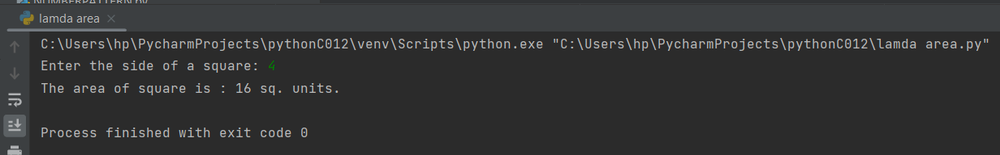 lamda area
C:\Users\hp\PycharmProjects\pythonC012\venv\Scripts\python.exe "C:\Users\hp\PycharmProjects\pythonC012\lamda area.py"
Enter the side of a square: 4
The area of square is : 16 sq. units.
Process finished with exit code 0